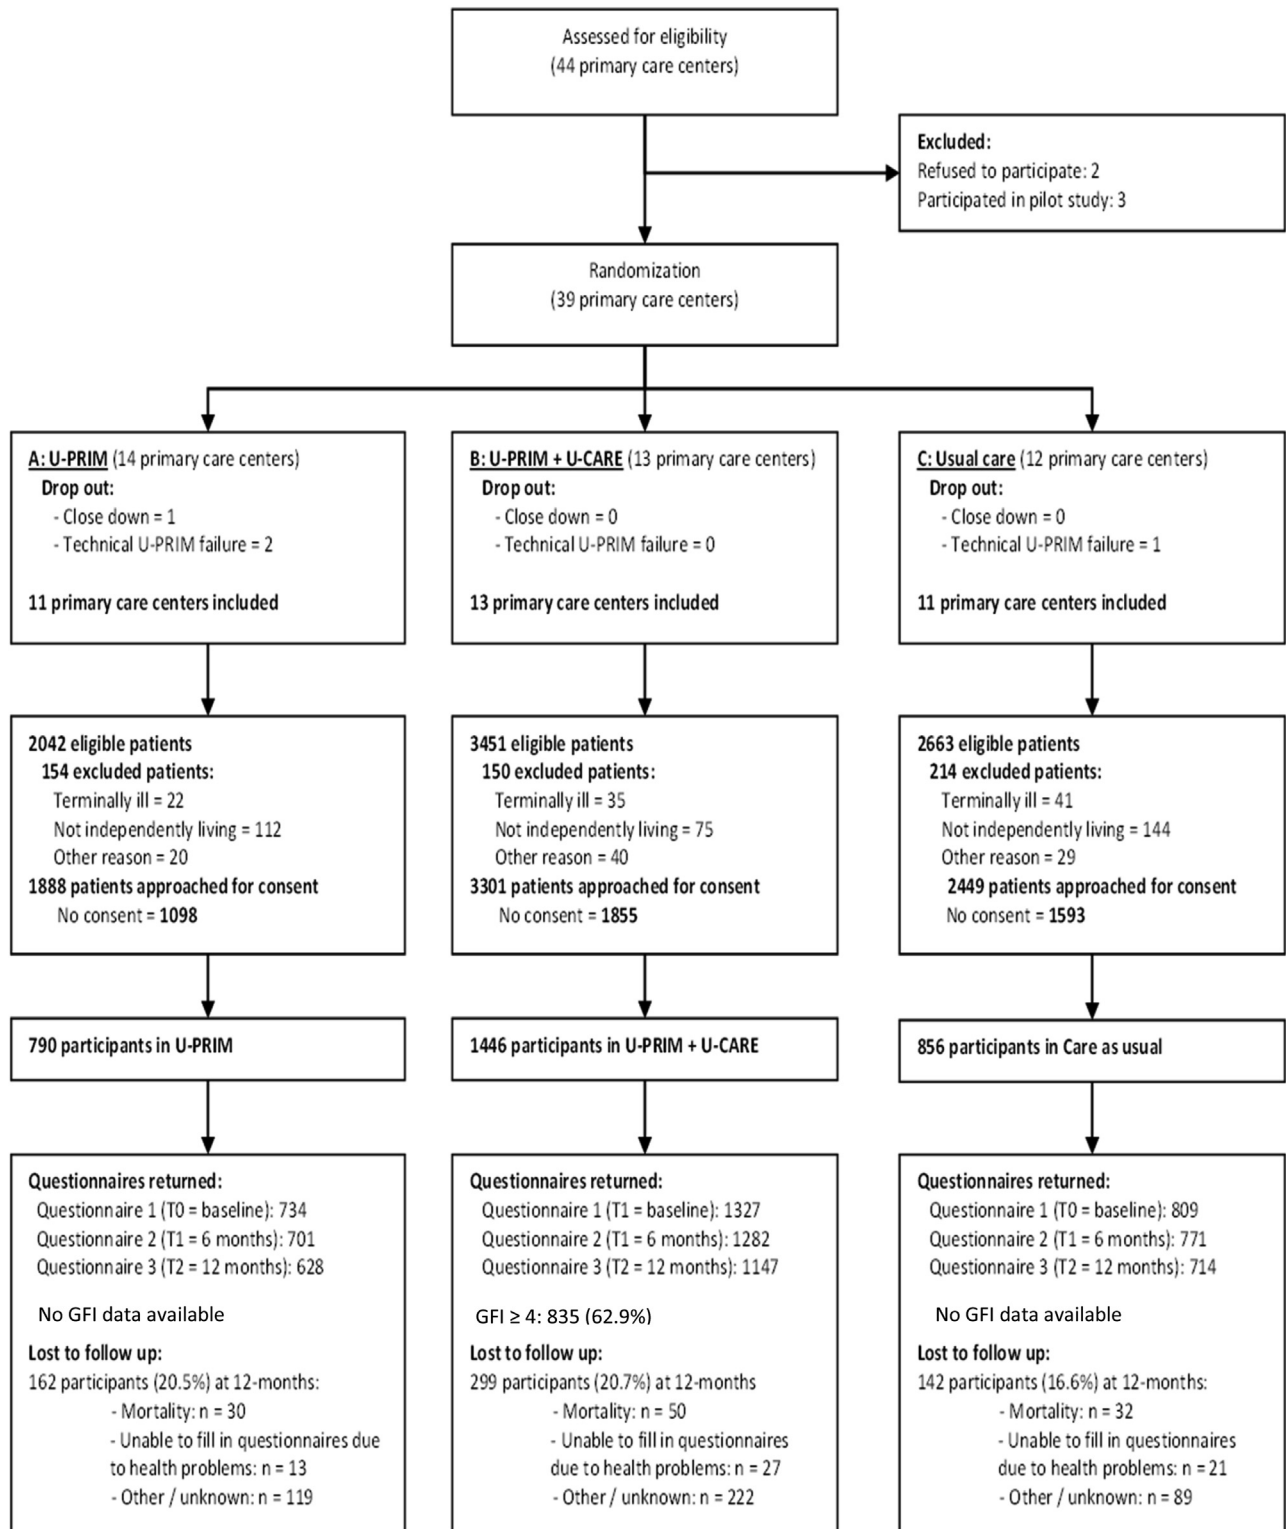 Assessed for eligibility
(44 primary care centers)
Excluded:
Refused to participate: 2
Participated in pilot study: 3
Randomization
(39 primary care centers)
A: U-PRIM (14 primary care centers)
Drop out:
- Close down = 1
- Technical U-PRIM failure = 2
11 primary care centers included
B: U-PRIM + U-CARE (13 primary care centers)
Drop out:
- Close down = 0
- Technical U-PRIM failure = 0
13 primary care centers included
C: Usual care (12 primary care centers)
Drop out:
- Close down = 0
- Technical U-PRIM failure = 1
11 primary care centers included
2042 eligible patients
154 excluded patients:
Terminally ill = 22
Not independently living = 112
Other reason = 20
1888 patients approached for consent
No consent = 1098
3451 eligible patients
150 excluded patients:
Terminally ill = 35
Not independently living = 75
Other reason = 40
3301 patients approached for consent
No consent = 1855
2663 eligible patients
214 excluded patients:
Terminally ill = 41
Not independently living = 144
Other reason = 29
2449 patients approached for consent
No consent = 1593
790 participants in U-PRIM
1446 participants in U-PRIM + U-CARE
856 participants in Care as usual
Questionnaires returned:
Questionnaire 1 (T0 = baseline): 734
Questionnaire 2 (T1 = 6 months): 701
Questionnaire 3 (T2 = 12 months): 628
No GFI data available
Lost to follow up:
162 participants (20.5%) at 12-months:
- Mortality: n = 30
- Unable to fill in questionnaires due
to health problems: n = 13
- Other / unknown: n = 119
Questionnaires returned:
Questionnaire 1 (T1 = baseline): 1327
Questionnaire 2 (T1 = 6 months): 1282
Questionnaire 3 (T2 = 12 months): 1147
GFI ≥ 4: 835 (62.9%)
Lost to follow up:
299 participants (20.7%) at 12-months
- Mortality: n = 50
- Unable to fill in questionnaires
due to health problems: n = 27
- Other / unknown: n = 222
Questionnaires returned:
Questionnaire 1 (T0 = baseline): 809
Questionnaire 2 (T1 = 6 months): 771
Questionnaire 3 (T2 = 12 months): 714
No GFI data available
Lost to follow up:
142 participants (16.6%) at 12-months:
- Mortality: n = 32
- Unable to fill in questionnaires
due to health problems: n = 21
- Other / unknown: n = 89